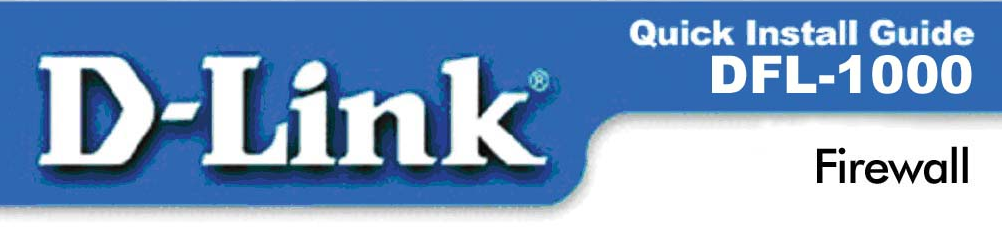 D-Link®
Quick Install Guide
DFL-1000
Firewall